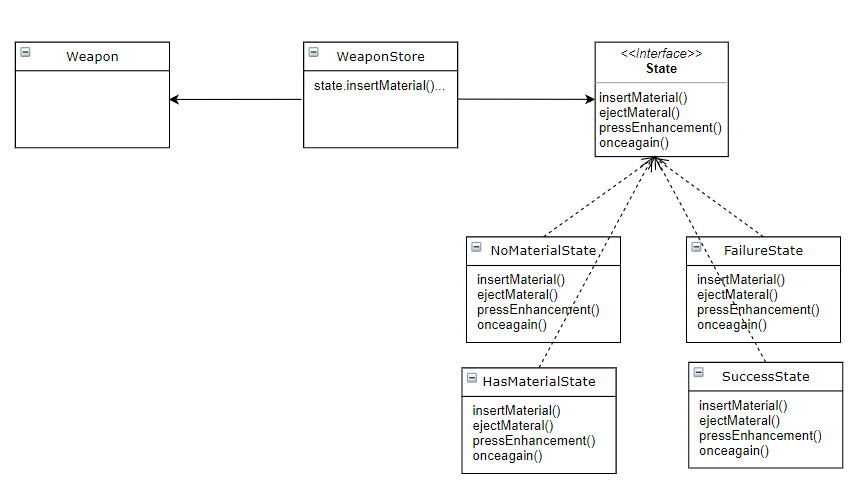 Weapon
WeaponStore
state.insertMaterial()...
<<Interface>>
State
insertMaterial()
ejectMateral()
pressEnhancement()
onceagain()
NoMaterialState
insertMaterial()
ejectMateral()
pressEnhancement()
onceagain()
FailureState
insertMaterial()
ejectMateral()
pressEnhancement()
onceagain()
HasMaterialState
insertMaterial()
ejectMateral()
pressEnhancement()
onceagain()
SuccessState
insertMaterial()
ejectMateral()
pressEnhancement()
onceagain()